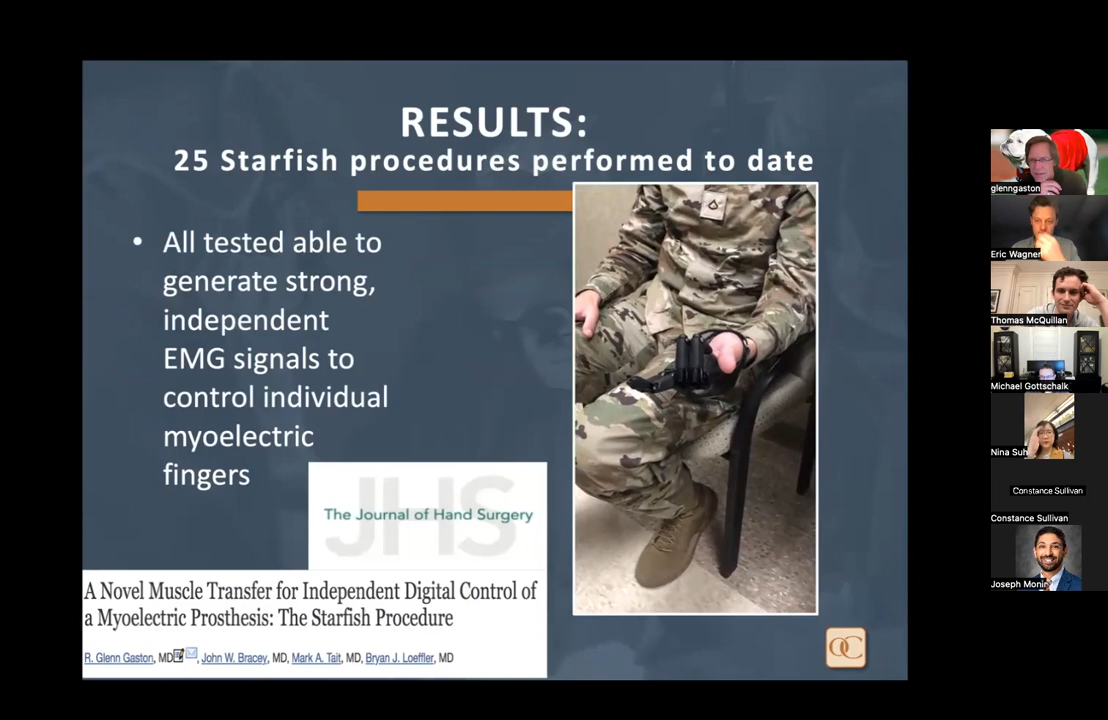 RESULTS:
25 Starfish procedures performed to date
• All tested able to
generate strong,
independent
EMG signals to
control individual
myoelectric
fingers
JHS
The Journal of Hand Surgery
A Novel Muscle Transfer for Independent Digital Control of
a Myoelectric Prosthesis: The Starfish Procedure
R. Glenn Gaston, MD, John W. Bracey, MD, Mark A. Tait, MD, Bryan J. Loeffler, MD
OC
glenngaston
Eric Wagner
Thomas McQuillan
Michael Gottschalk
Nina Suh
Constance Sullivan
Constance Sullivan
Joseph Monir